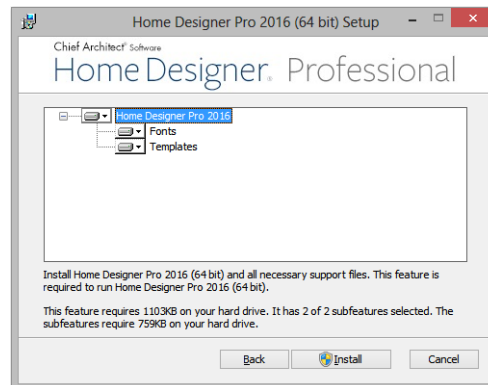 Home Designer Pro 2016 (64 bit) Setup
Chief Architect® Software
Home Designer® Professional
Home Designer Pro 2016
Fonts
Templates
Install Home Designer Pro 2016 (64 bit) and all necessary support files. This feature is
required to run Home Designer Pro 2016 (64 bit).
This feature requires 1103KB on your hard drive. It has 2 of 2 subfeatures selected. The
subfeatures require 759KB on your hard drive.
Back
Install
Cancel